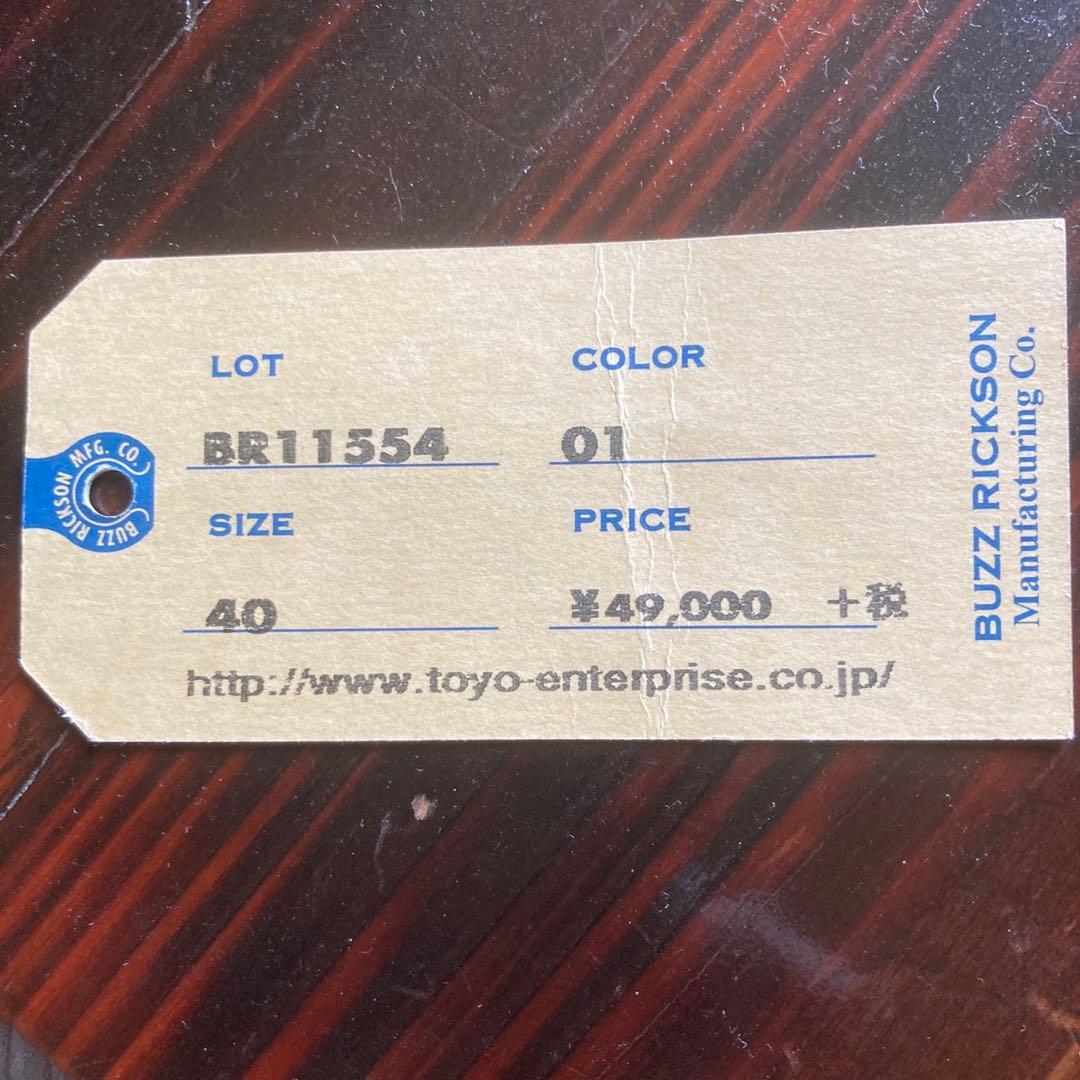 LOT COLOR
BR11554 01
SIZE PRICE
40 ¥49,000 +税
http://www.toyo-enterprise.co.jp/
BUZZ RICKSON
Manufacturing Co.
BUZZ RICKSON MFG. CO.